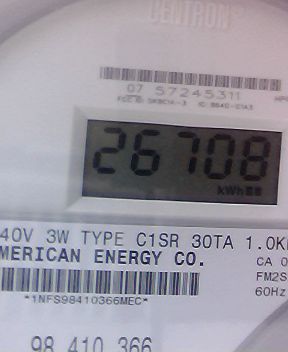 CENTRON
07 57245311
26708
kWh
40V 3W TYPE C1SR 30TA 1.0K
MERICAN ENERGY CO.
CA 0
FM2S
60Hz
*1NFS98410366MEC*
98 410 366